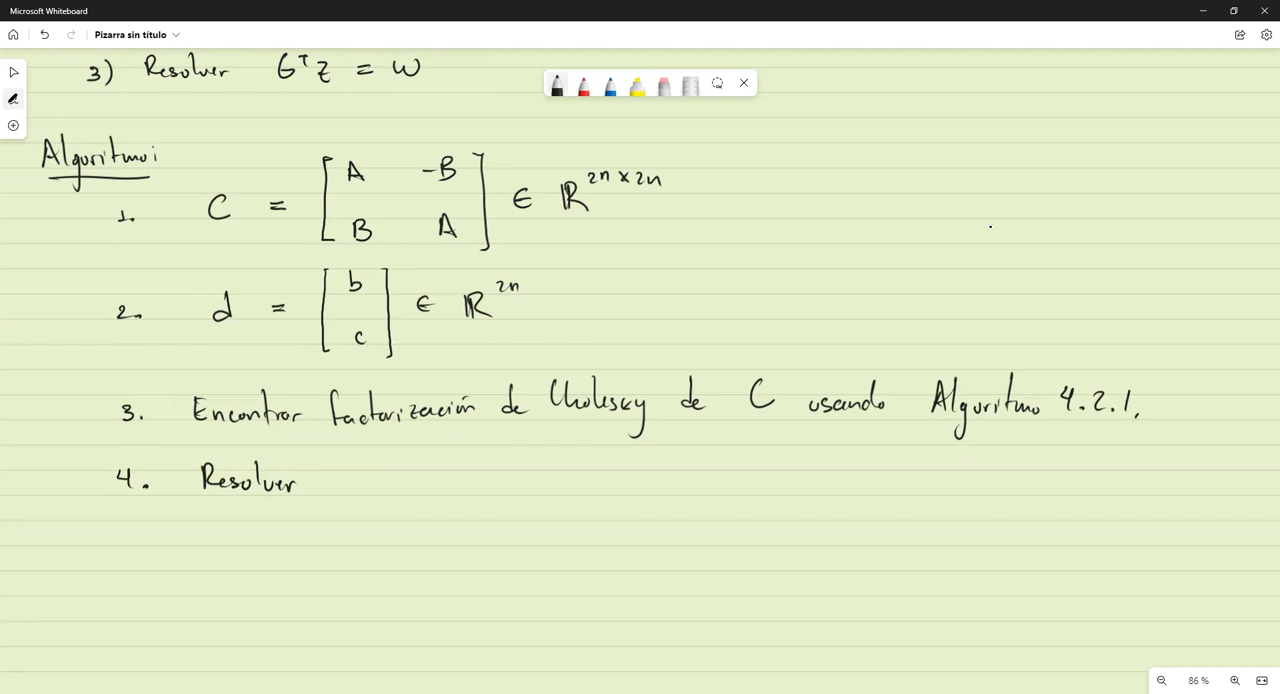 Microsoft Whiteboard
Pizarra sin título
3) Resolver GᵀZ = W
Algoritmo:
1. C = [A -B; B A] ∈ ℝ^{2n×2n}
2. d = [b; c] ∈ ℝ^{2n}
3. Encontrar factorización de Cholesky de C usando Algoritmo 4.2.1.
4. Resolver
86 %